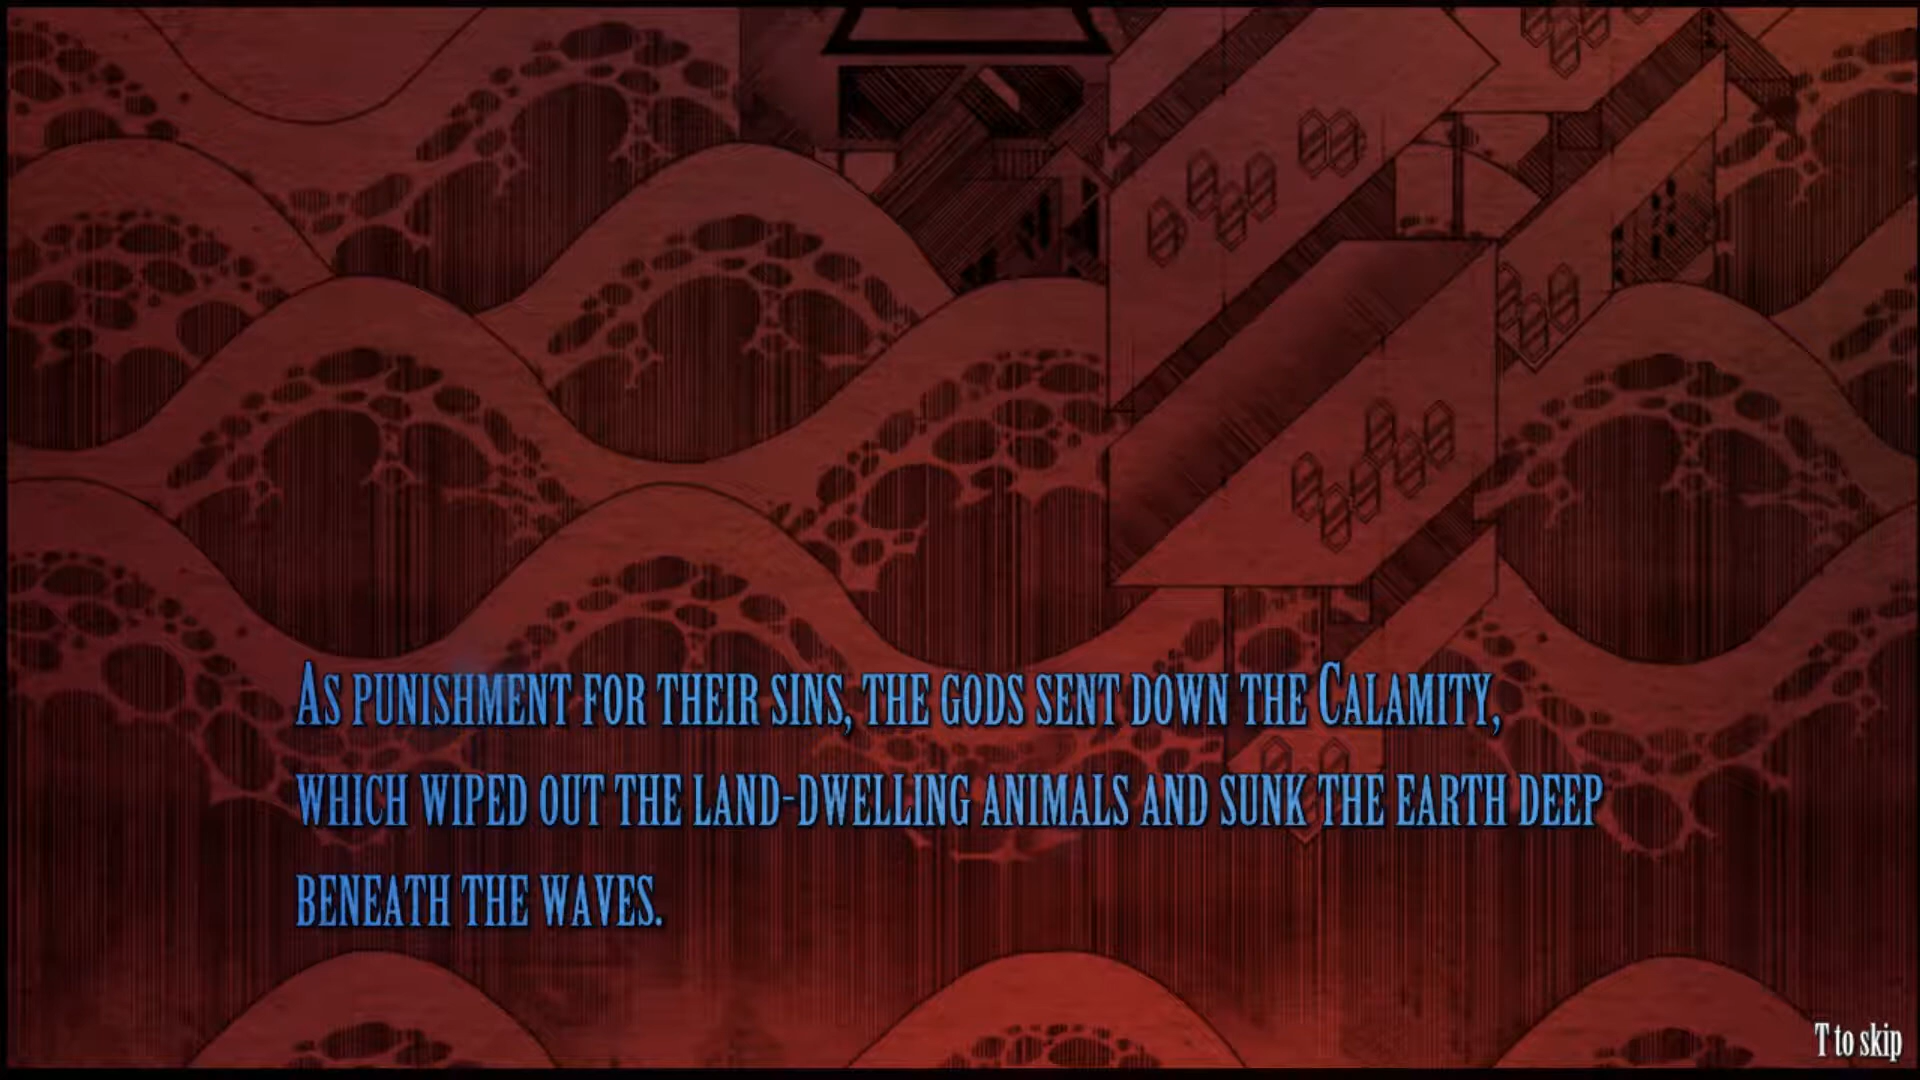 As punishment for their sins, the gods sent down the Calamity,
which wiped out the land-dwelling animals and sunk the earth deep
beneath the waves.
T to skip